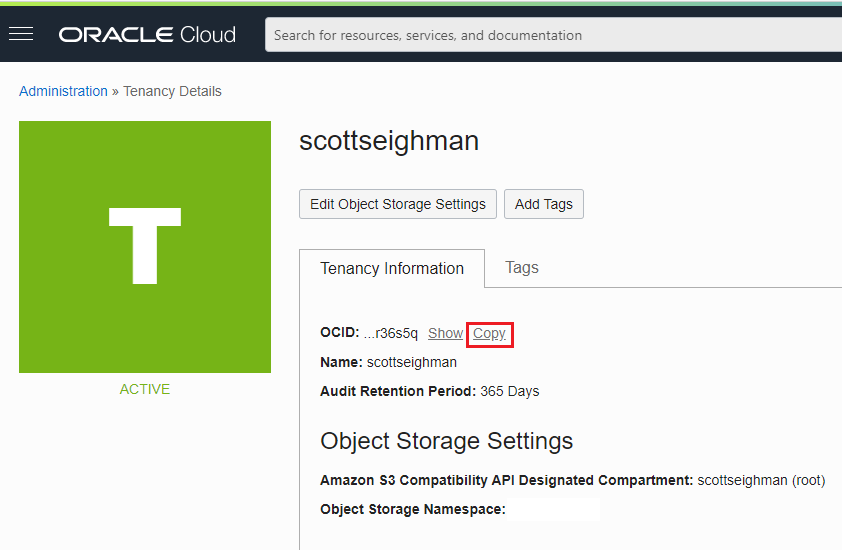 ORACLE Cloud
Search for resources, services, and documentation
Administration » Tenancy Details
T
ACTIVE
scottseighman
Edit Object Storage Settings
Add Tags
Tenancy Information
Tags
OCID: ...r36s5q Show Copy
Name: scottseighman
Audit Retention Period: 365 Days
Object Storage Settings
Amazon S3 Compatibility API Designated Compartment: scottseighman (root)
Object Storage Namespace: